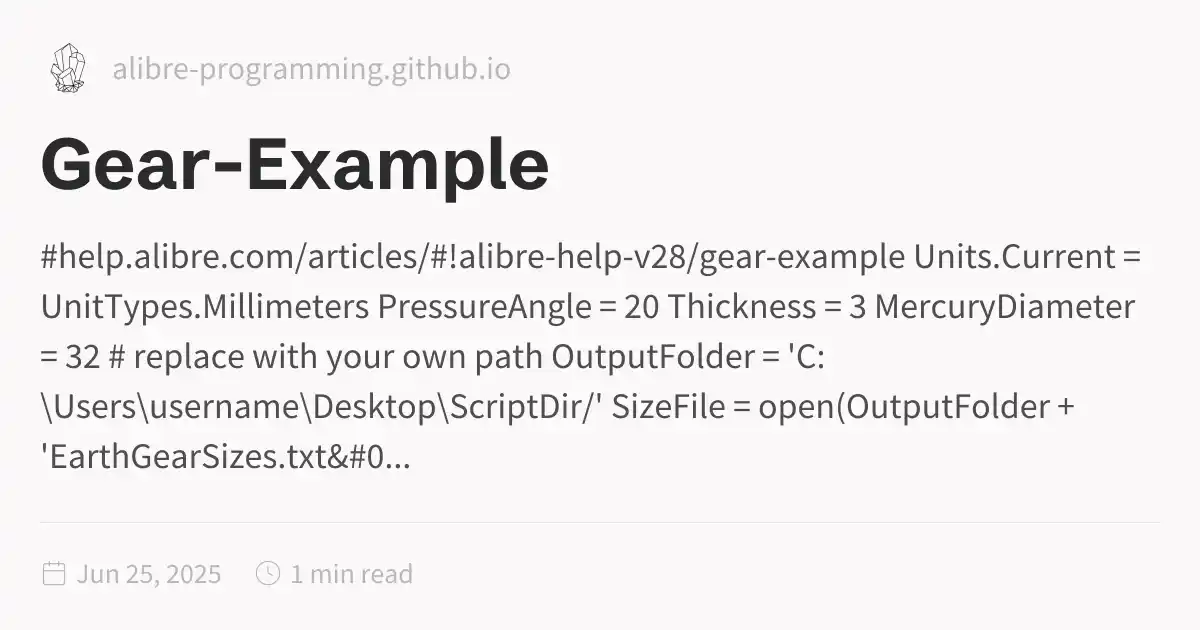 alibre-programming.github.io
Gear-Example
#help.alibre.com/articles/#!alibre-help-v28/gear-example Units.Current =
UnitTypes.Millimeters PressureAngle = 20 Thickness = 3 MercuryDiameter
= 32 # replace with your own path OutputFolder = 'C:
\Users\username\Desktop\ScriptDir/' SizeFile = open(OutputFolder +
'EarthGearSizes.txt&#0...
Jun 25, 2025 1 min read